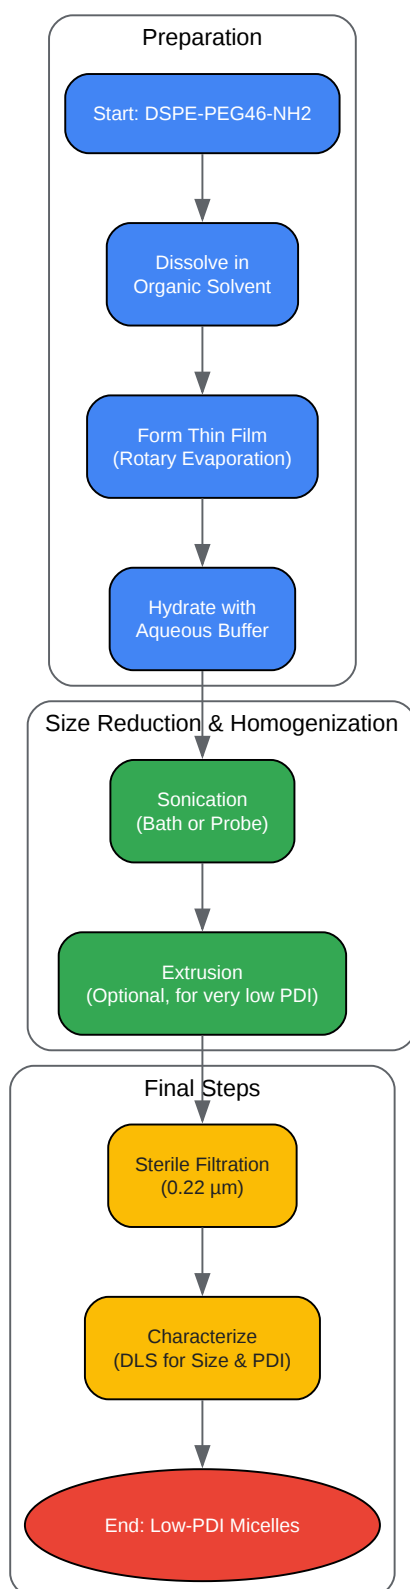 Preparation
Start: DSPE-PEG46-NH2
Dissolve in
Organic Solvent
Form Thin Film
(Rotary Evaporation)
Hydrate with
Aqueous Buffer
Size Reduction & Homogenization
Sonication
(Bath or Probe)
Extrusion
(Optional, for very low PDI)
Final Steps
Sterile Filtration
(0.22 µm)
Characterize
(DLS for Size & PDI)
End: Low-PDI Micelles